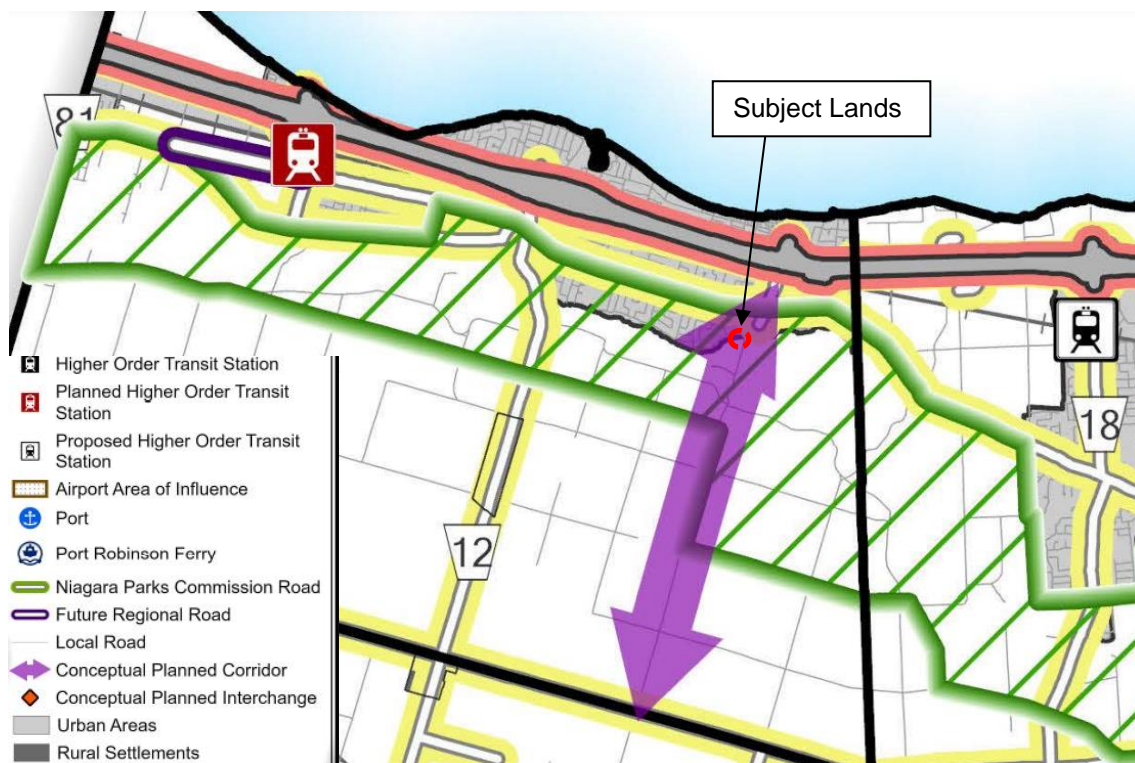 Subject Lands
81
18
12
Higher Order Transit Station
Planned Higher Order Transit
Station
Proposed Higher Order Transit
Station
Airport Area of Influence
Port
Port Robinson Ferry
Niagara Parks Commission Road
Future Regional Road
Local Road
Conceptual Planned Corridor
Conceptual Planned Interchange
Urban Areas
Rural Settlements